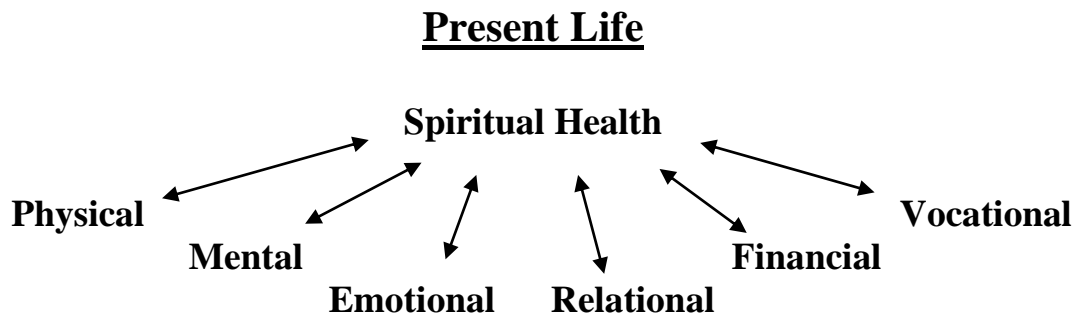 Present Life
Spiritual Health
Physical
Vocational
Mental
Financial
Emotional
Relational